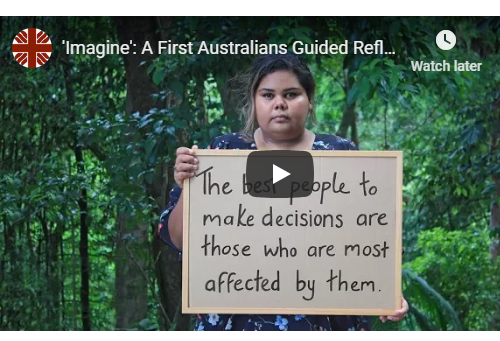 'Imagine': A First Australians Guided Refl...
Watch later
The best people to
make decisions are
those who are most
affected by them.